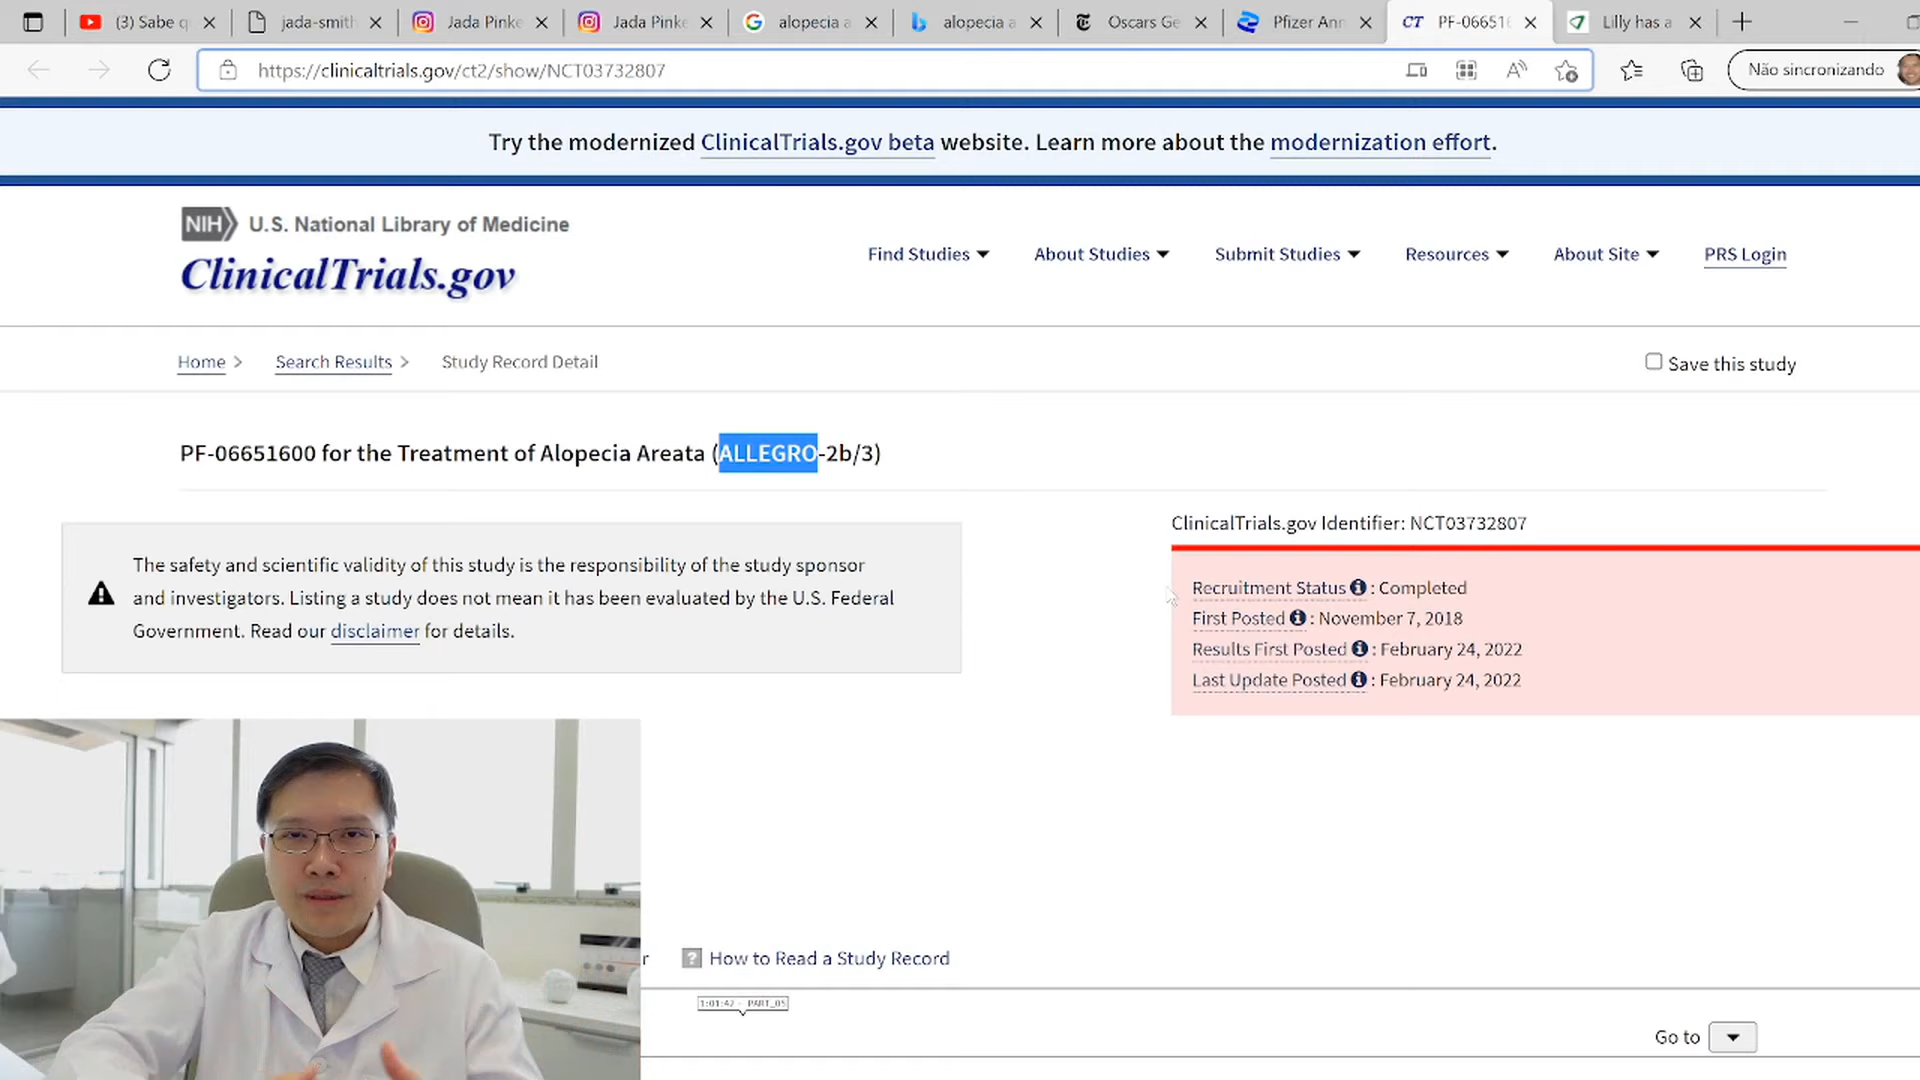 (3) Sabe q
jada-smith
Jada Pinke
Jada Pinke
alopecia a
alopecia a
Oscars Ge
Pfizer Ann
CT PF-06651
Lilly has a
https://clinicaltrials.gov/ct2/show/NCT03732807
Não sincronizando
Try the modernized ClinicalTrials.gov beta website. Learn more about the modernization effort.
NIH U.S. National Library of Medicine
ClinicalTrials.gov
Find Studies
About Studies
Submit Studies
Resources
About Site
PRS Login
Home >
Search Results >
Study Record Detail
Save this study
PF-06651600 for the Treatment of Alopecia Areata (ALLEGRO-2b/3)
The safety and scientific validity of this study is the responsibility of the study sponsor
and investigators. Listing a study does not mean it has been evaluated by the U.S. Federal
Government. Read our disclaimer for details.
ClinicalTrials.gov Identifier: NCT03732807
Recruitment Status : Completed
First Posted : November 7, 2018
Results First Posted : February 24, 2022
Last Update Posted : February 24, 2022
r
? How to Read a Study Record
1:01:42 - PART_05
Go to